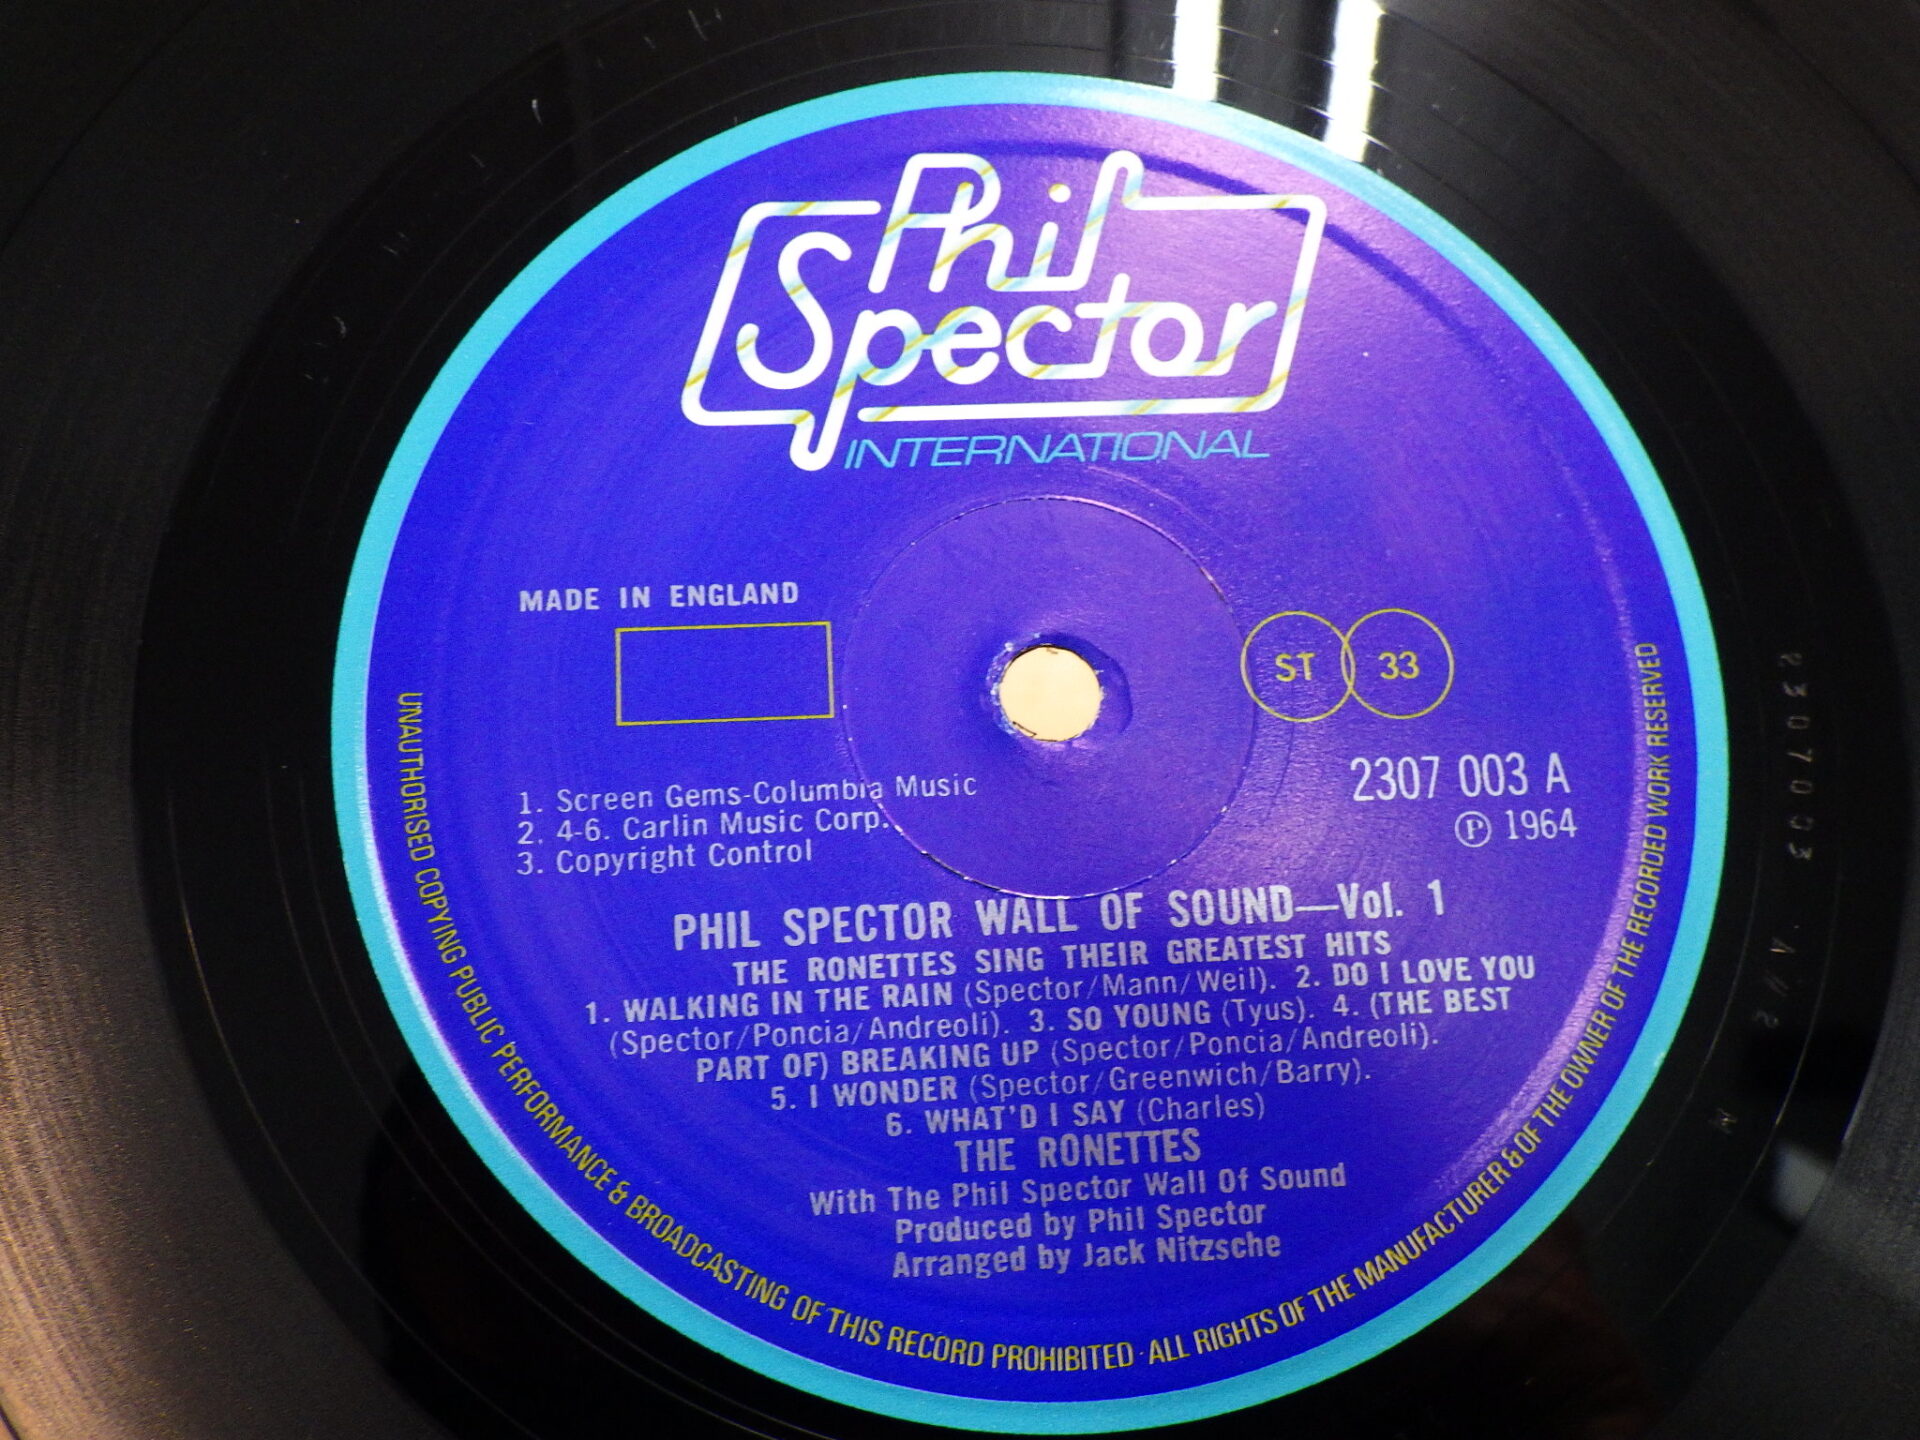 Phil
Spector
INTERNATIONAL
MADE IN ENGLAND
ST 33
2307 003 A
℗ 1964
1. Screen Gems-Columbia Music
2. 4-6. Carlin Music Corp.
3. Copyright Control
PHIL SPECTOR WALL OF SOUND—Vol. 1
THE RONETTES SING THEIR GREATEST HITS
1. WALKING IN THE RAIN (Spector/Mann/Weil). 2. DO I LOVE YOU
(Spector/Poncia/Andreoli). 3. SO YOUNG (Tyus). 4. (THE BEST
PART OF) BREAKING UP (Spector/Poncia/Andreoli).
5. I WONDER (Spector/Greenwich/Barry).
6. WHAT'D I SAY (Charles)
THE RONETTES
With The Phil Spector Wall Of Sound
Produced by Phil Spector
Arranged by Jack Nitzsche
UNAUTHORISED COPYING PUBLIC PERFORMANCE & BROADCASTING OF THIS RECORD PROHIBITED · ALL RIGHTS OF THE MANUFACTURER & OF THE OWNER OF THE RECORDED WORK RESERVED
2307003